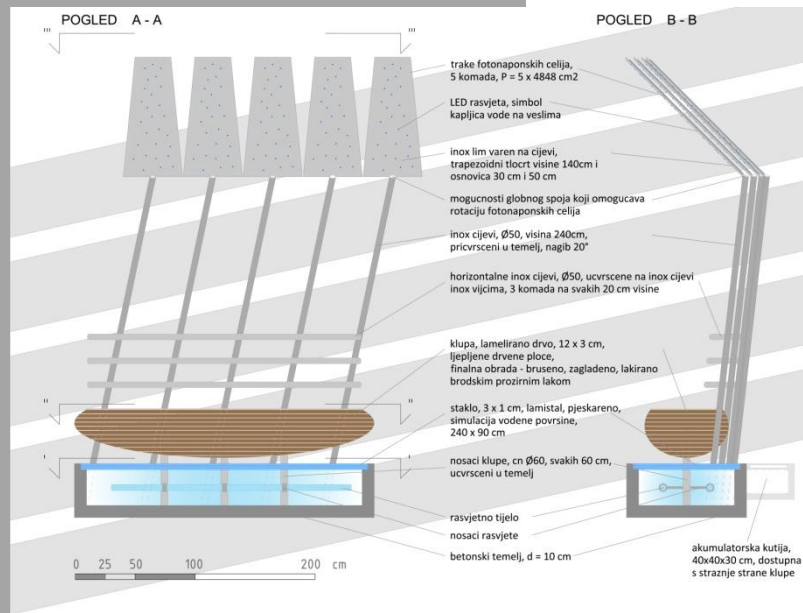 POGLED A - A
POGLED B - B
trake fotonaponskih celija,
5 komada, P = 5 x 4848 cm2
LED rasvjeta, simbol
kapljica vode na veslima
inox lim varen na cijevi,
trapezoidni tlocrt visine 140cm i
osnovica 30 cm i 50 cm
mogucnosti globnog spoja koji omogucava
rotaciju fotonaponskih celija
inox cijevi, Ø50, visina 240cm,
pricvrsceni u temelj, nagib 20°
horizontalne inox cijevi, Ø50, ucvrscene na inox cijevi
inox vijcima, 3 komada na svakih 20 cm visine
klupa, lamelirano drvo, 12 x 3 cm,
ljepljene drvene ploce,
finalna obrada - bruseno, zagladeno, lakirano
brodskim prozirnim lakom
staklo, 3 x 1 cm, lamistal, pjeskareno,
simulacija vodene povrsine,
240 x 90 cm
nosaci klupe, cn Ø60, svakih 60 cm,
ucvrsceni u temelj
rasvjetno tijelo
nosaci rasvjete
betonski temelj, d = 10 cm
akumulatorska kutija,
40x40x30 cm, dostupna
s straznje strane klupe
0 25 50 100 200 cm